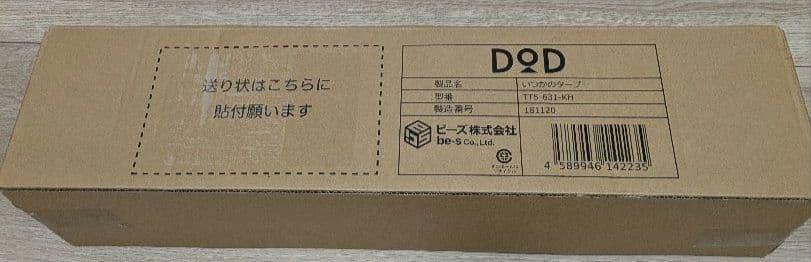 送り状はこちらに
貼付願います
DOD
製品名 いつかのタープ
型番 TT5-631-KH
製造番号 181120
ビーズ株式会社
be-s Co.,Ltd.
4 589946 142235